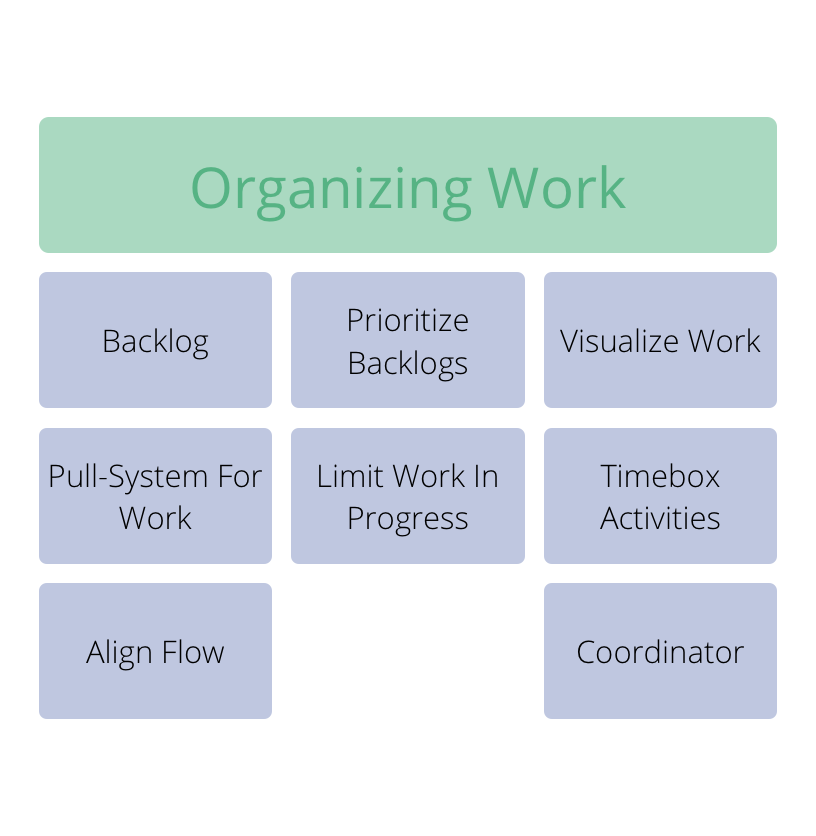 Organizing Work
Backlog
Prioritize
Backlogs
Visualize Work
Pull-System For
Work
Limit Work In
Progress
Timebox
Activities
Align Flow
Coordinator